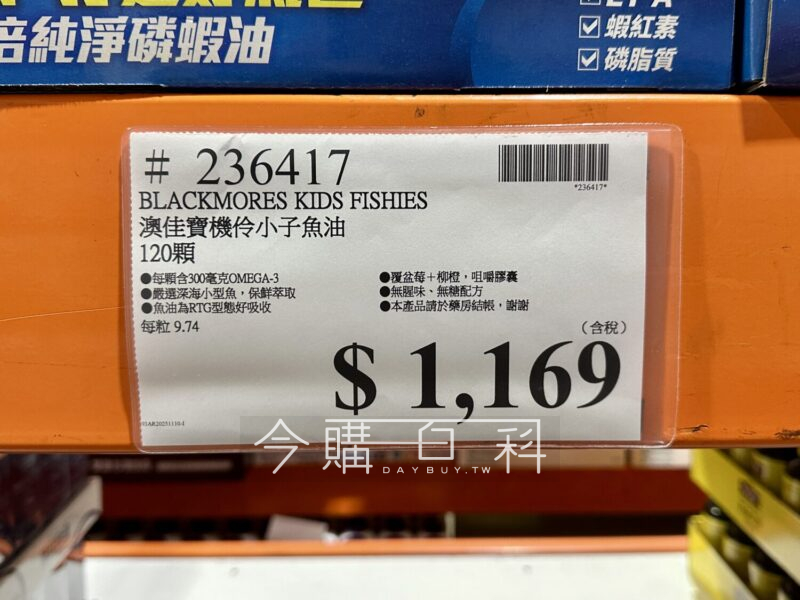 倍純淨磷蝦油
EPA
蝦紅素
磷脂質
# 236417
*236417*
BLACKMORES KIDS FISHIES
澳佳寶機伶小子魚油
120顆
●每顆含300毫克OMEGA-3
●嚴選深海小型魚，保鮮萃取
●魚油為RTG型態好吸收
●覆盆莓＋柳橙，咀嚼膠囊
●無腥味、無糖配方
●本產品請於藥房結帳，謝謝
每粒 9.74
（含稅）
$ 1,169
今購百科
DAYBUY.TW